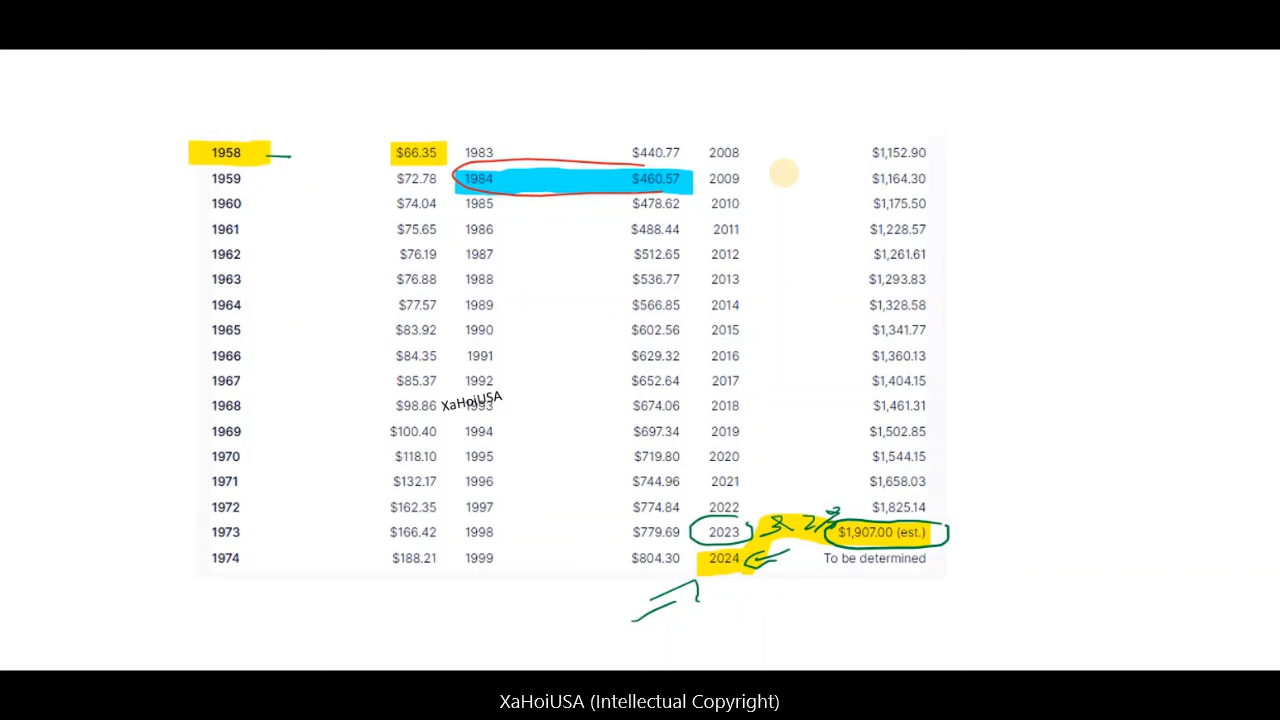 1958 $66.35 1983 $440.77 2008 $1,152.90
1959 $72.78 1984 $460.57 2009 $1,164.30
1960 $74.04 1985 $478.62 2010 $1,175.50
1961 $75.65 1986 $488.44 2011 $1,228.57
1962 $76.19 1987 $512.65 2012 $1,261.61
1963 $76.88 1988 $536.77 2013 $1,293.83
1964 $77.57 1989 $566.85 2014 $1,328.58
1965 $83.92 1990 $602.56 2015 $1,341.77
1966 $84.35 1991 $629.32 2016 $1,360.13
1967 $85.37 1992 $652.64 2017 $1,404.15
1968 $98.86 XaHoiUSA 1993 $674.06 2018 $1,461.31
1969 $100.40 1994 $697.34 2019 $1,502.85
1970 $118.10 1995 $719.80 2020 $1,544.15
1971 $132.17 1996 $744.96 2021 $1,658.03
1972 $162.35 1997 $774.84 2022 $1,825.14
1973 $166.42 1998 $779.69 2023 $1,907.00 (est.)
1974 $188.21 1999 $804.30 2024 To be determined
XaHoiUSA (Intellectual Copyright)